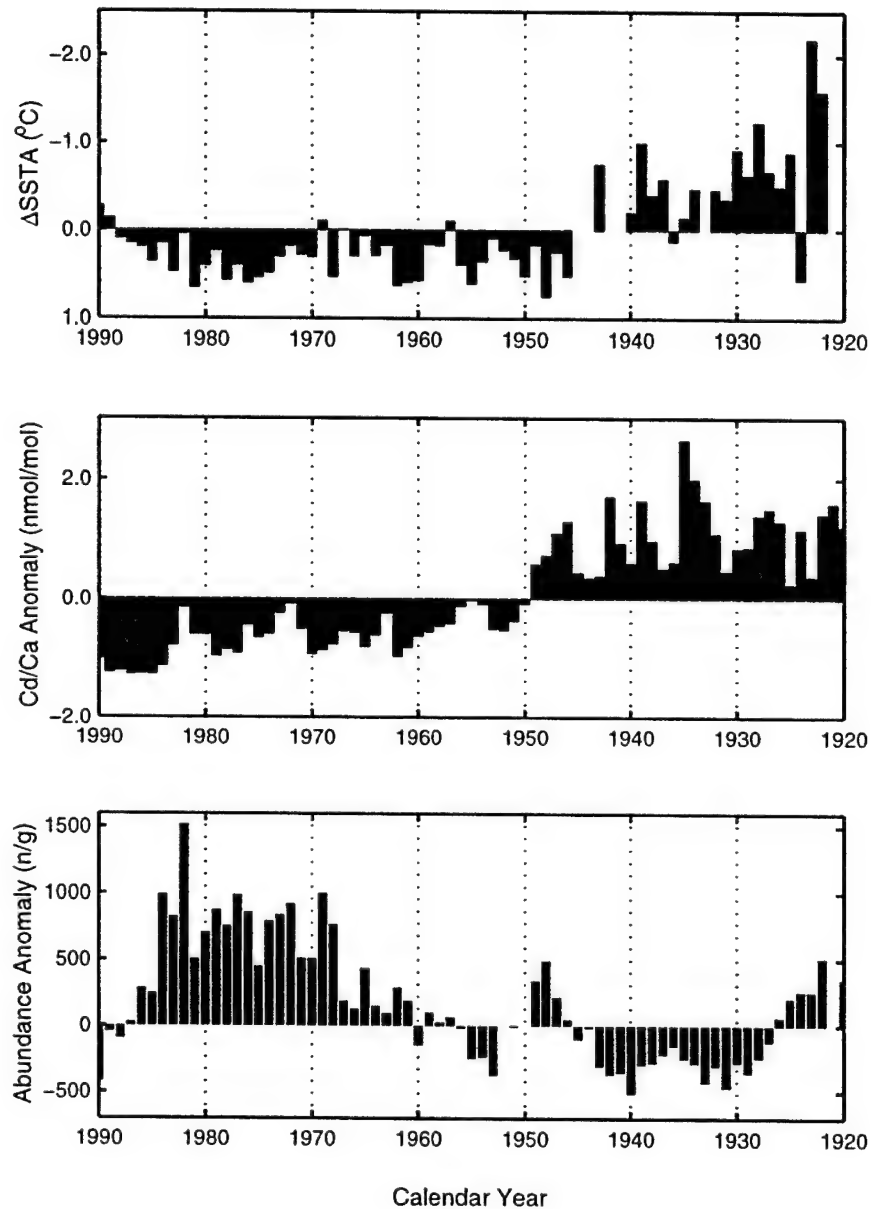 ΔSSTA (ºC)
-2.0
-1.0
0.0
1.0
1990 1980 1970 1960 1950 1940 1930 1920
Cd/Ca Anomaly (nmol/mol)
2.0
0.0
-2.0
1990 1980 1970 1960 1950 1940 1930 1920
Abundance Anomaly (n/g)
1500
1000
500
0
-500
1990 1980 1970 1960 1950 1940 1930 1920
Calendar Year